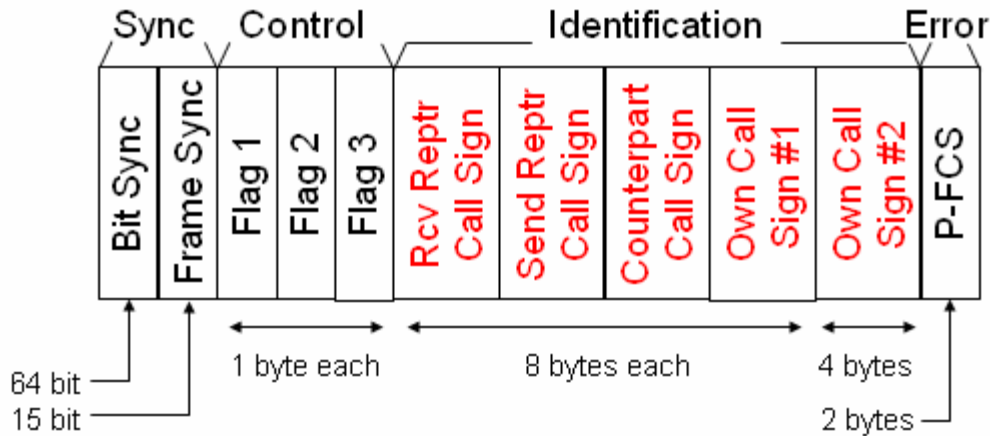 Sync Control Identification Error
Bit Sync
Frame Sync
Flag 1
Flag 2
Flag 3
Rcv Reptr
Call Sign
Send Reptr
Call Sign
Counterpart
Call Sign
Own Call
Sign #1
Own Call
Sign #2
P-FCS
1 byte each 8 bytes each 4 bytes
64 bit
15 bit 2 bytes